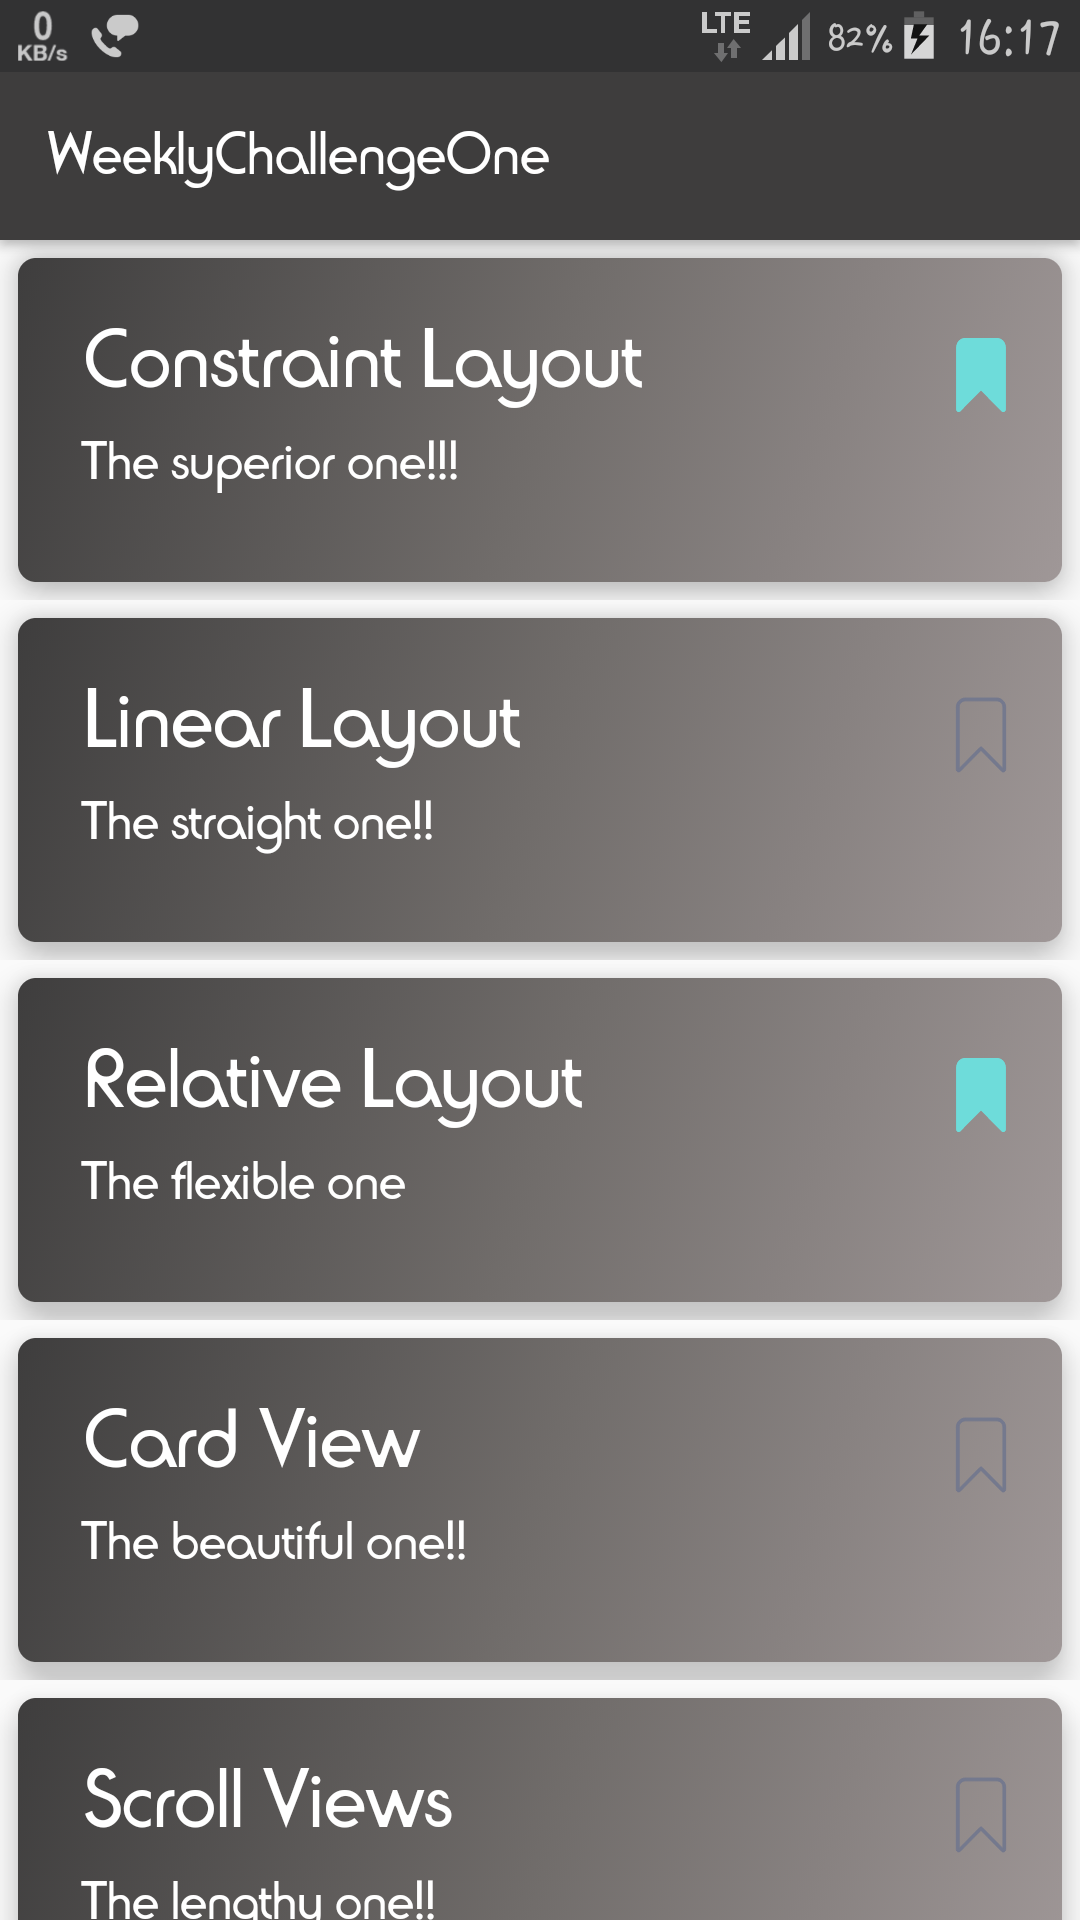 0
KB/s
LTE
82%
16:17
WeeklyChallengeOne
Constraint Layout
The superior one!!!
Linear Layout
The straight one!!
Relative Layout
The flexible one
Card View
The beautiful one!!
Scroll Views
The lengthy one!!